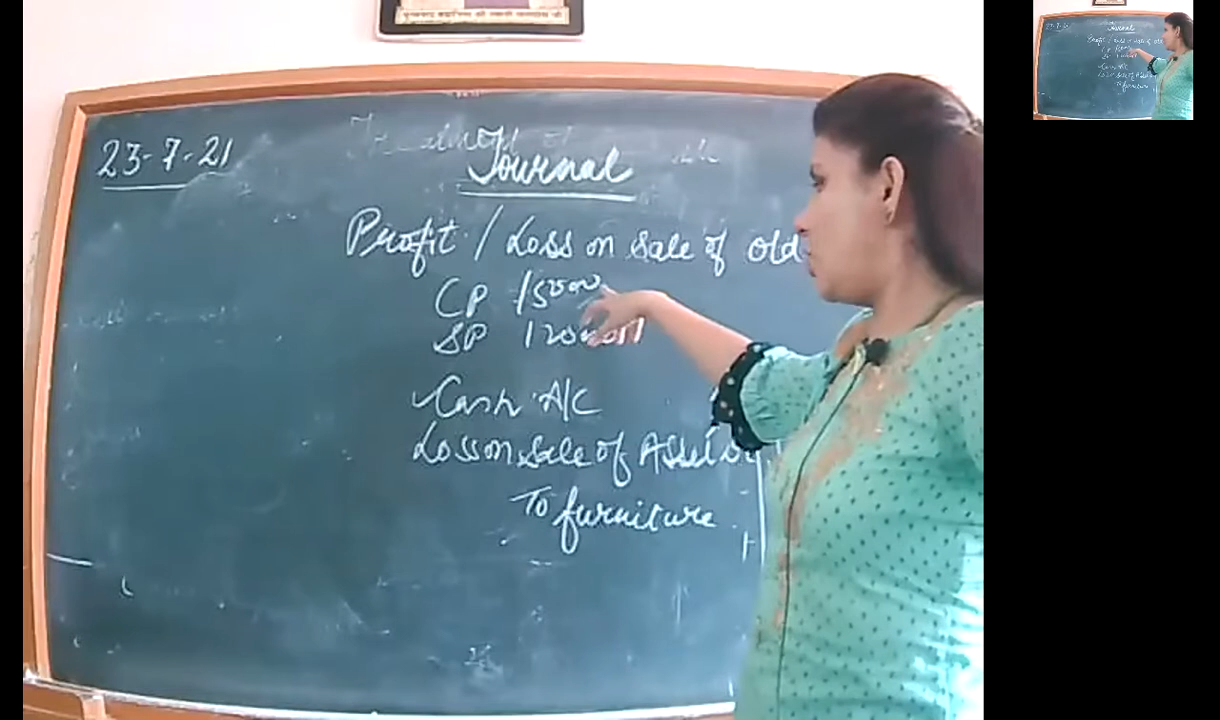 23-7-21
Journal
Profit / Loss on sale of old
CP 15000
SP
Cash A/c
Loss on sale of Asset
To furniture